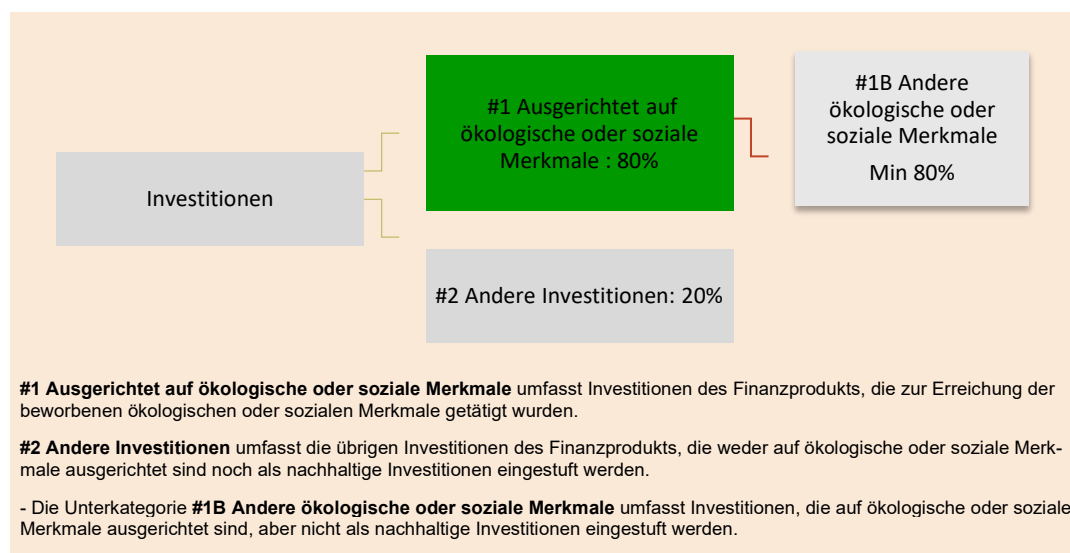 Investitionen
#1 Ausgerichtet auf
ökologische oder soziale
Merkmale : 80%
#1B Andere
ökologische oder
soziale Merkmale
Min 80%
#2 Andere Investitionen: 20%
#1 Ausgerichtet auf ökologische oder soziale Merkmale umfasst Investitionen des Finanzprodukts, die zur Erreichung der
beworbenen ökologischen oder sozialen Merkmale getätigt wurden.
#2 Andere Investitionen umfasst die übrigen Investitionen des Finanzprodukts, die weder auf ökologische oder soziale Merk-
male ausgerichtet sind noch als nachhaltige Investitionen eingestuft werden.
- Die Unterkategorie #1B Andere ökologische oder soziale Merkmale umfasst Investitionen, die auf ökologische oder soziale
Merkmale ausgerichtet sind, aber nicht als nachhaltige Investitionen eingestuft werden.